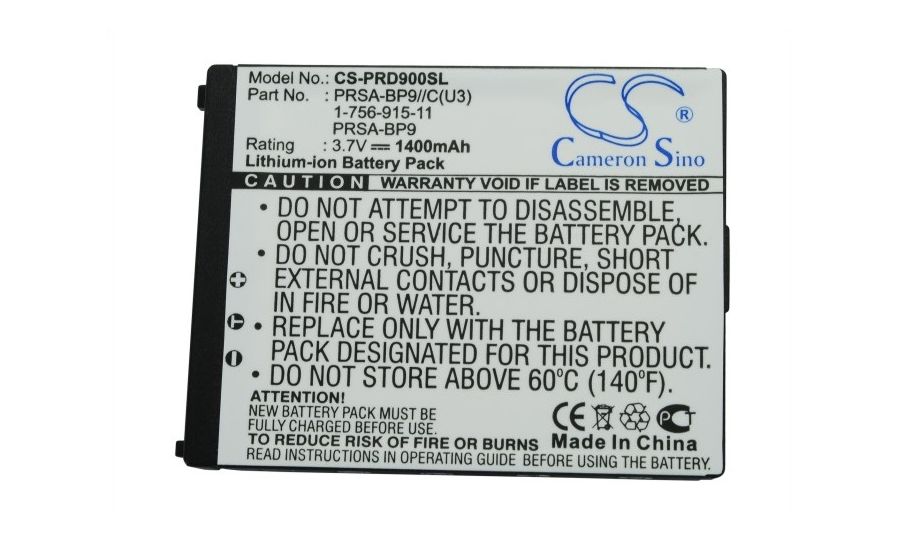 Model No.: CS-PRD900SL
Part No. : PRSA-BP9//C(U3)
1-756-915-11
PRSA-BP9
Rating : 3.7V 1400mAh
Lithium-ion Battery Pack
CS ®
Cameron Sino
CAUTION WARRANTY VOID IF LABEL IS REMOVED
• DO NOT ATTEMPT TO DISASSEMBLE,
OPEN OR SERVICE THE BATTERY PACK.
• DO NOT CRUSH, PUNCTURE, SHORT
EXTERNAL CONTACTS OR DISPOSE OF
IN FIRE OR WATER.
• REPLACE ONLY WITH THE BATTERY
PACK DESIGNATED FOR THIS PRODUCT.
• DO NOT STORE ABOVE 60°C (140°F).
ATTENTION!
NEW BATTERY PACK MUST BE
FULLY CHARGED BEFORE USE.
TO AVOID RISK OF FIRE OR BURNS
READ INSTRUCTIONS IN OPERATING GUIDE BEFORE USE.
CE PCT
Made In China
+
T
-